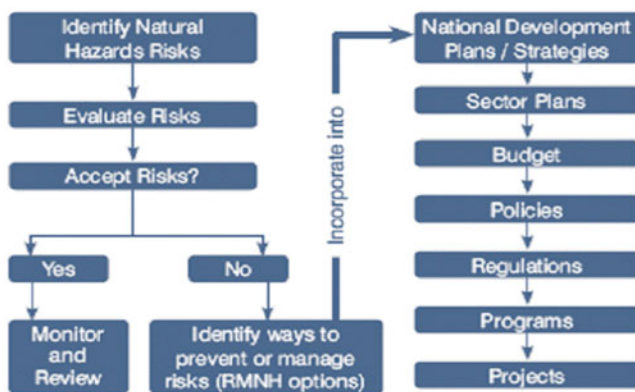 Identify Natural
Hazards Risks
Evaluate Risks
Accept Risks?
Yes
No
Monitor
and
Review
Identify ways to
prevent or manage
risks (RMNH options)
Incorporate into
National Development
Plans / Strategies
Sector Plans
Budget
Policies
Regulations
Programs
Projects